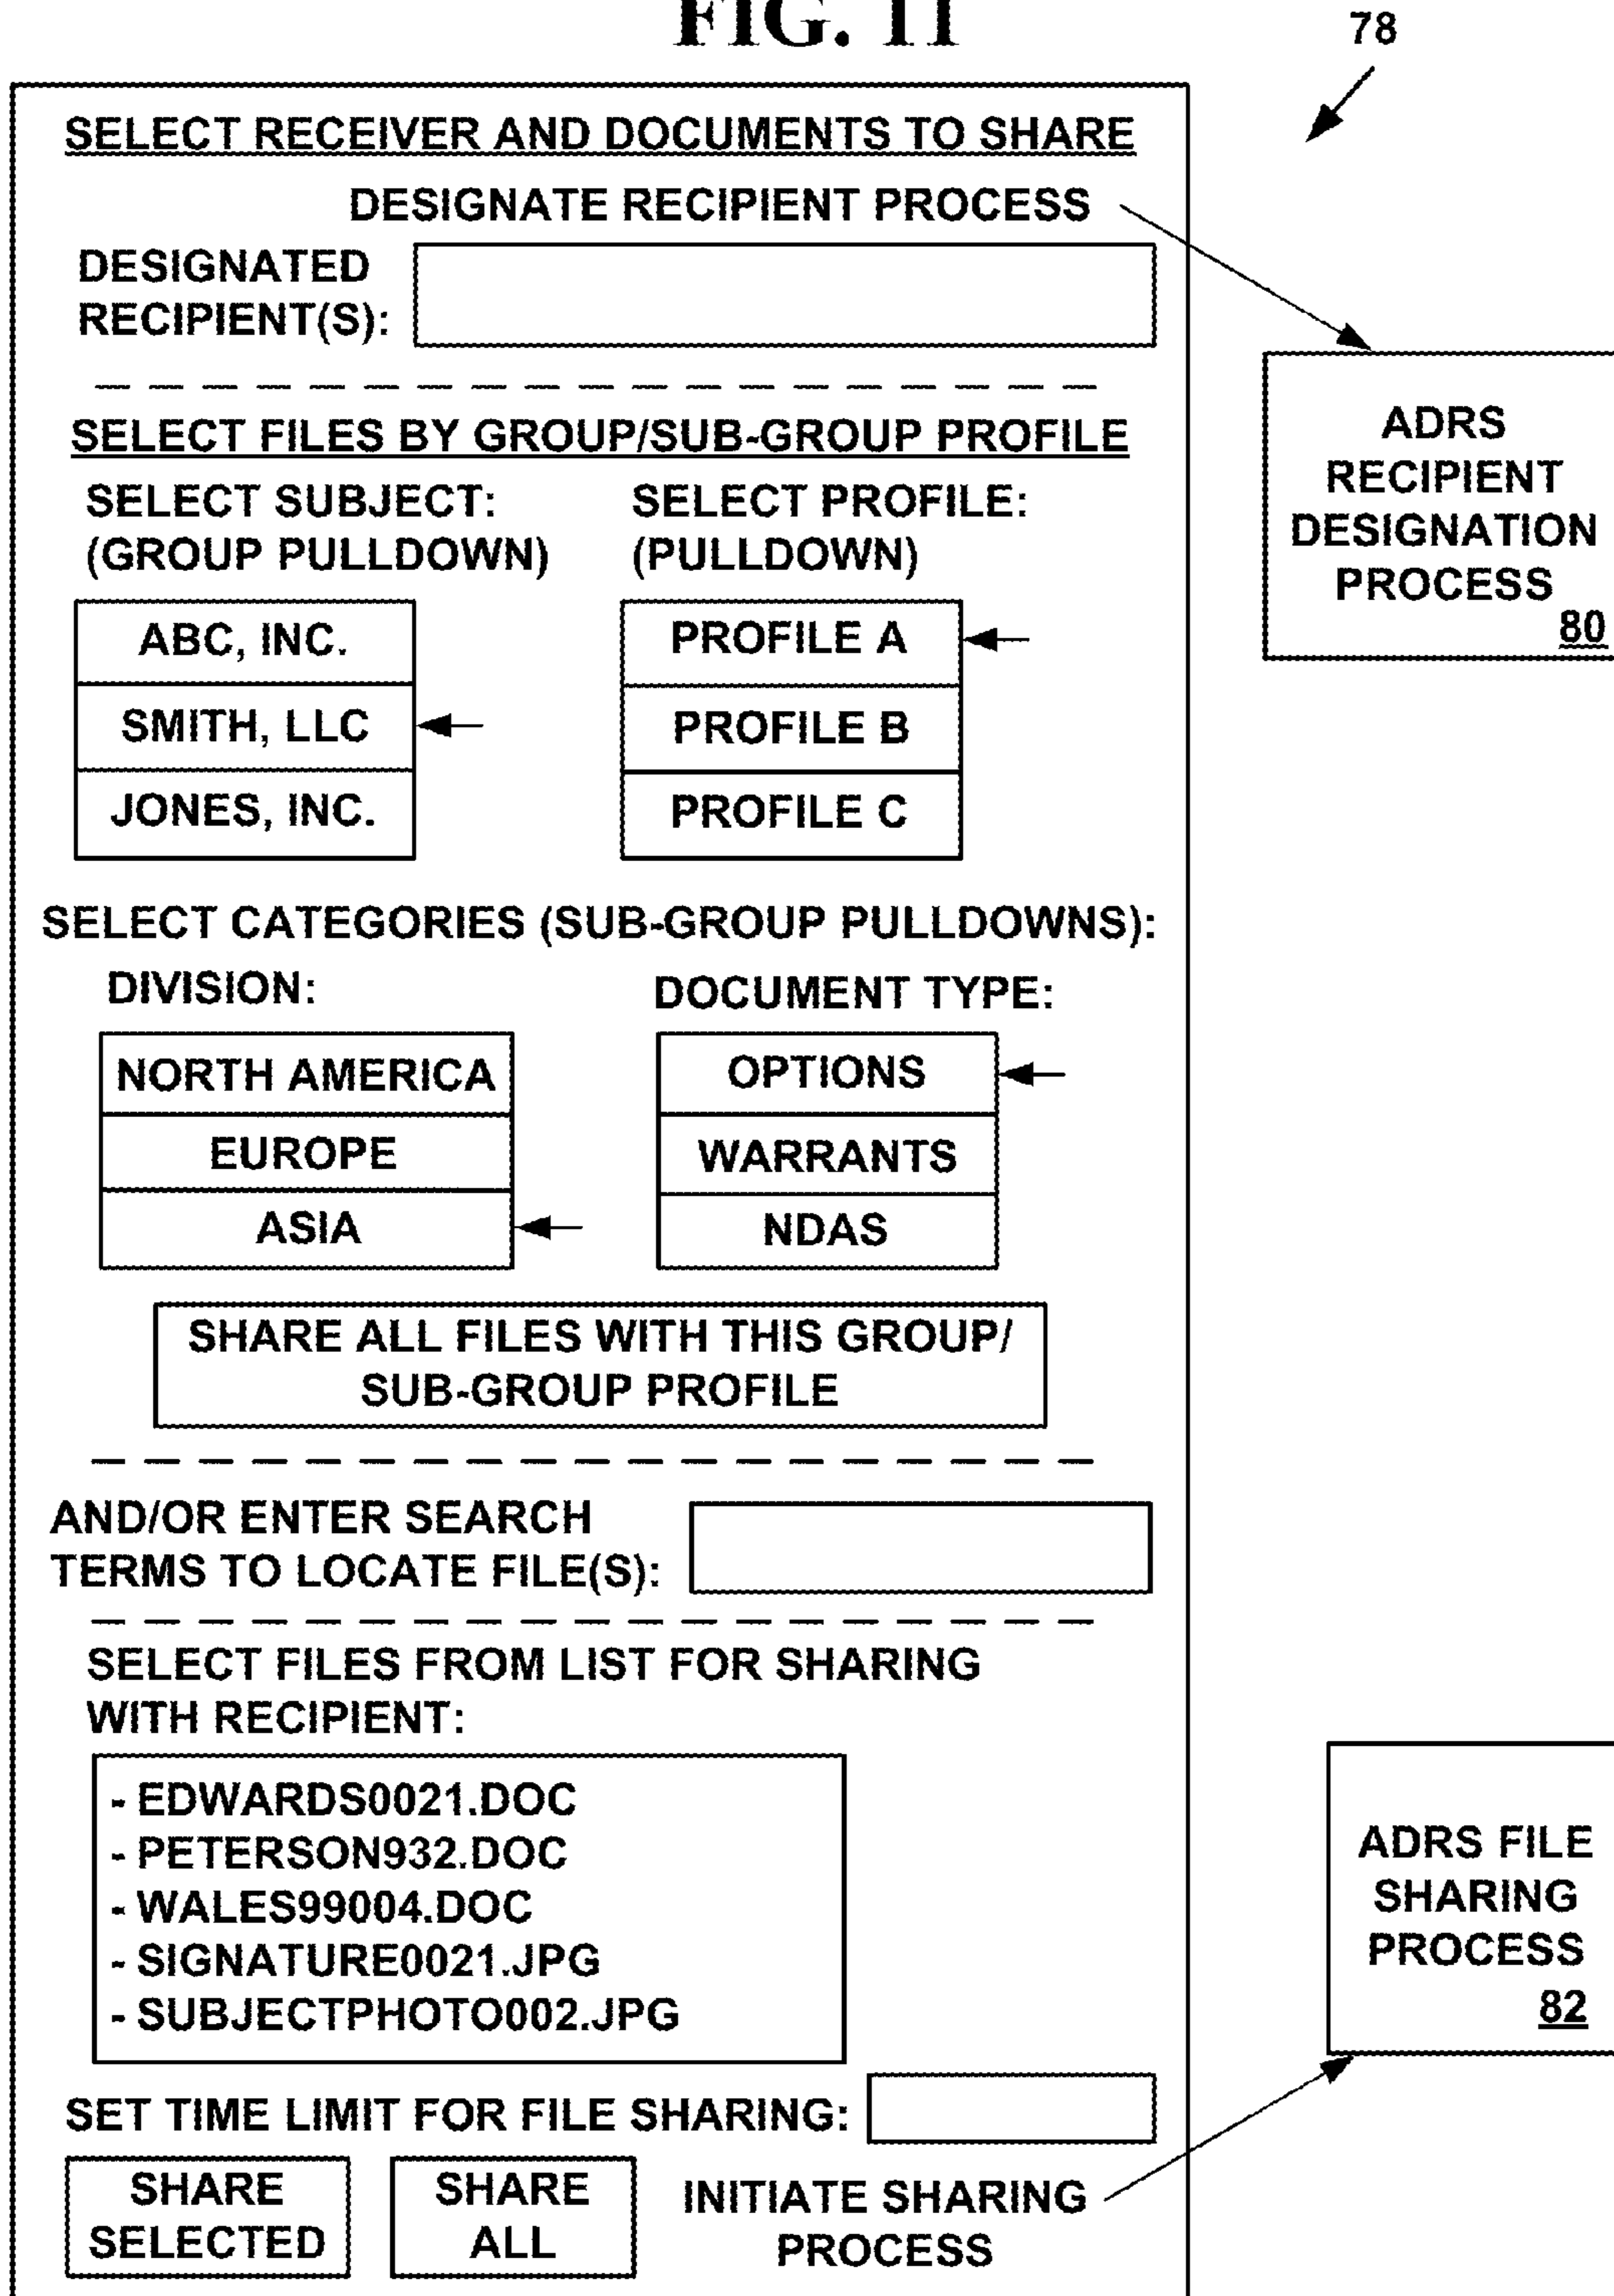 FIG. 11
78
SELECT RECEIVER AND DOCUMENTS TO SHARE
DESIGNATE RECIPIENT PROCESS
DESIGNATED
RECIPIENT(S):
ADRS
RECIPIENT
DESIGNATION
PROCESS
80
SELECT FILES BY GROUP/SUB-GROUP PROFILE
SELECT SUBJECT:
(GROUP PULLDOWN)
ABC, INC.
SMITH, LLC
JONES, INC.
SELECT PROFILE:
(PULLDOWN)
PROFILE A
PROFILE B
PROFILE C
SELECT CATEGORIES (SUB-GROUP PULLDOWNS):
DIVISION:
NORTH AMERICA
EUROPE
ASIA
DOCUMENT TYPE:
OPTIONS
WARRANTS
NDAS
SHARE ALL FILES WITH THIS GROUP/
SUB-GROUP PROFILE
AND/OR ENTER SEARCH
TERMS TO LOCATE FILE(S):
SELECT FILES FROM LIST FOR SHARING
WITH RECIPIENT:
- EDWARDS0021.DOC
- PETERSON932.DOC
- WALES99004.DOC
- SIGNATURE0021.JPG
- SUBJECTPHOTO002.JPG
ADRS FILE
SHARING
PROCESS
82
SET TIME LIMIT FOR FILE SHARING:
SHARE
SELECTED
SHARE
ALL
INITIATE SHARING
PROCESS